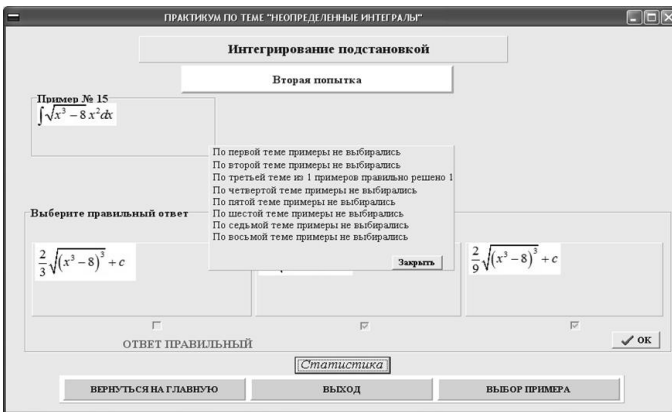 ПРАКТИКУМ ПО ТЕМЕ "НЕОПРЕДЕЛЕННЫЕ ИНТЕГРАЛЫ"
Интегрирование подстановкой
Вторая попытка
Пример № 15
∫√(x³ − 8) x²dx
По первой теме примеры не выбирались
По второй теме примеры не выбирались
По третьей теме из 1 примеров правильно решено 1
По четвертой теме примеры не выбирались
По пятой теме примеры не выбирались
По шестой теме примеры не выбирались
По седьмой теме примеры не выбирались
По восьмой теме примеры не выбирались
Закрыть
Выберите правильный ответ
2/3 √((x³ − 8)³) + c
2/9 √((x³ − 8)³) + c
ОТВЕТ ПРАВИЛЬНЫЙ
OK
Статистика
ВЕРНУТЬСЯ НА ГЛАВНУЮ
ВЫХОД
ВЫБОР ПРИМЕРА